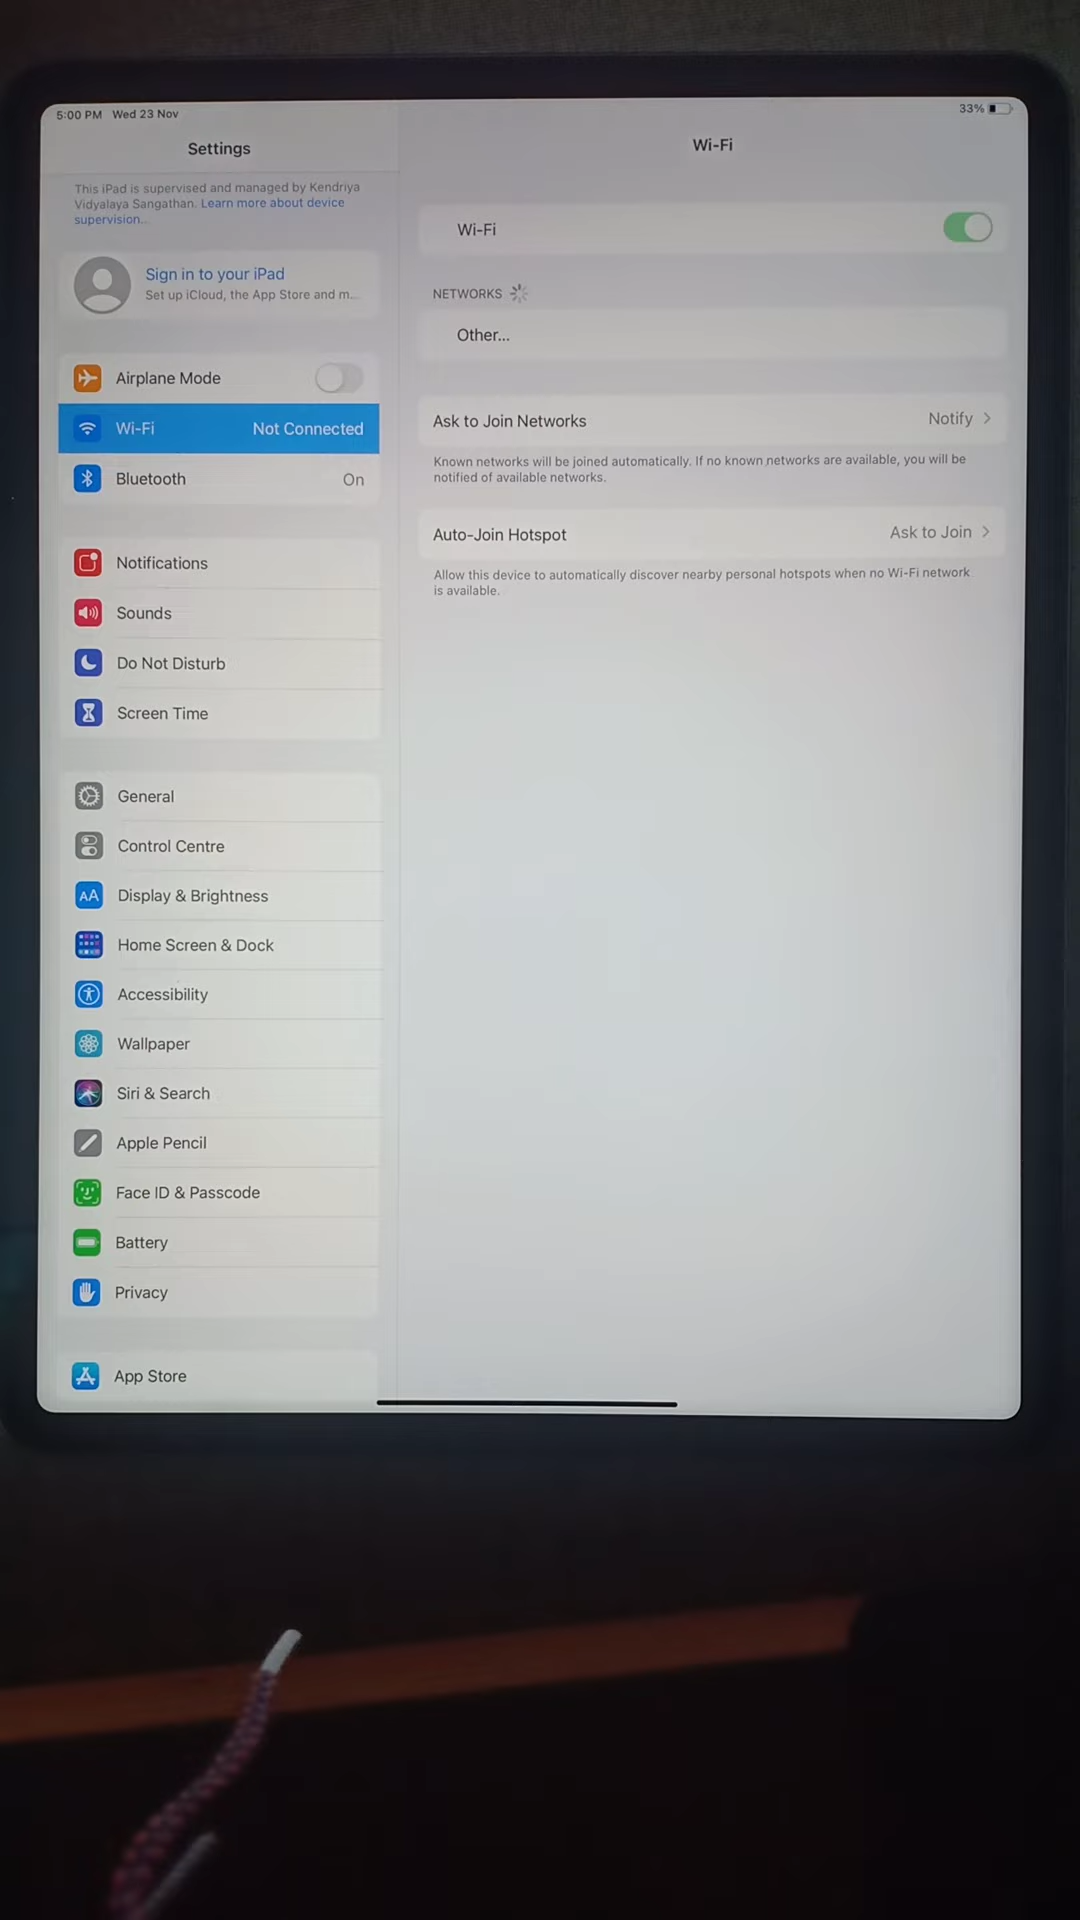 5:00 PM Wed 23 Nov
33%
Settings
This iPad is supervised and managed by Kendriya
Vidyalaya Sangathan. Learn more about device
supervision...
Sign in to your iPad
Set up iCloud, the App Store and m...
Airplane Mode
Wi-Fi Not Connected
Bluetooth On
Notifications
Sounds
Do Not Disturb
Screen Time
General
Control Centre
AA Display & Brightness
Home Screen & Dock
Accessibility
Wallpaper
Siri & Search
Apple Pencil
Face ID & Passcode
Battery
Privacy
App Store
Wi-Fi
Wi-Fi
NETWORKS
Other...
Ask to Join Networks Notify
Known networks will be joined automatically. If no known networks are available, you will be
notified of available networks.
Auto-Join Hotspot Ask to Join
Allow this device to automatically discover nearby personal hotspots when no Wi-Fi network
is available.